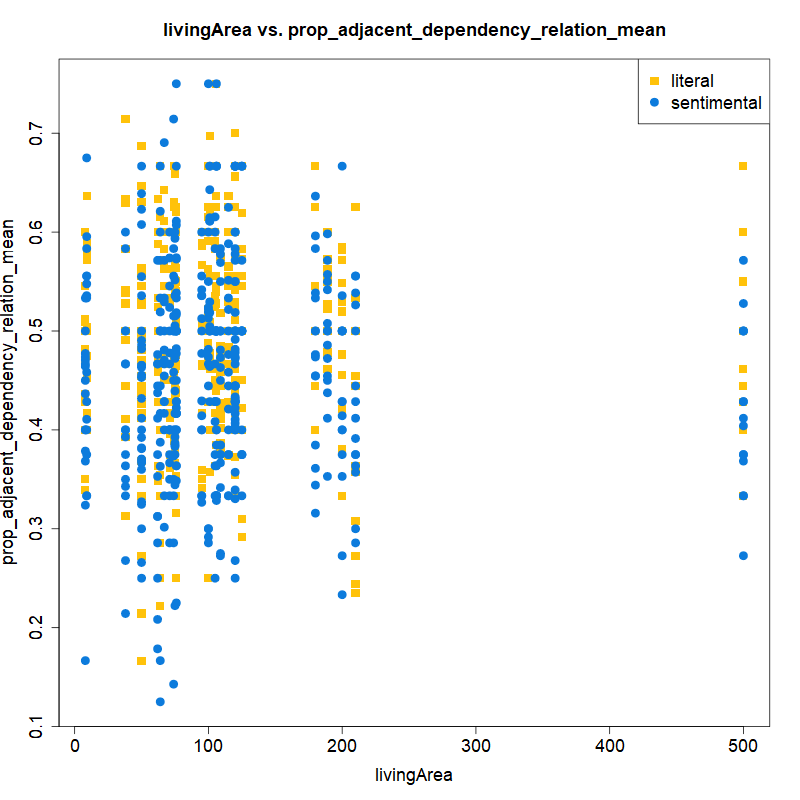 livingArea vs. prop_adjacent_dependency_relation_mean
literal
sentimental
prop_adjacent_dependency_relation_mean
0.7
0.6
0.5
0.4
0.3
0.2
0.1
0
100
200
300
400
500
livingArea